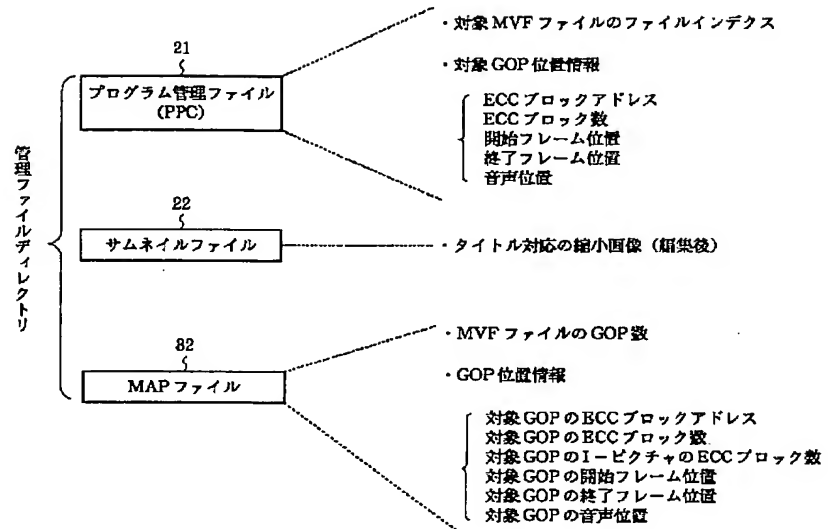 管理ファイルディレクトリ
21
プログラム管理ファイル
(PPC)
・対象 MVF ファイルのファイルインデクス
・対象 GOP 位置情報
ECC ブロックアドレス
ECC ブロック数
開始フレーム位置
終了フレーム位置
音声位置
22
サムネイルファイル
・タイトル対応の縮小画像（編集後）
82
MAP ファイル
・MVF ファイルの GOP 数
・GOP 位置情報
対象 GOP の ECC ブロックアドレス
対象 GOP の ECC ブロック数
対象 GOP の I－ピクチャの ECC ブロック数
対象 GOP の開始フレーム位置
対象 GOP の終了フレーム位置
対象 GOP の音声位置